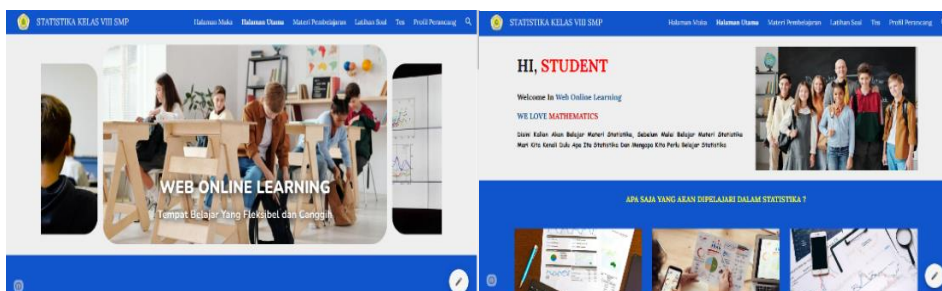 STATISTIKA KELAS VIII SMP
Halaman Muka Halaman Utama Materi Pembelajaran Latihan Soal Tes Profil Perancang
WEB ONLINE LEARNING
Tempat Belajar Yang Fleksibel dan Canggih
STATISTIKA KELAS VIII SMP
Halaman Muka Halaman Utama Materi Pembelajaran Latihan Soal Tes Profil Perancang
HI, STUDENT
Welcome In Web Online Learning
WE LOVE MATHEMATICS
Disini Kalian Akan Belajar Materi Statistika, Sebelum Mulai Belajar Materi Statistika
Mari Kita Kenali Dulu Apa Itu Statistika Dan Mengapa Kita Perlu Belajar Statistika
APA SAJA YANG AKAN DIPELAJARI DALAM STATISTIKA ?